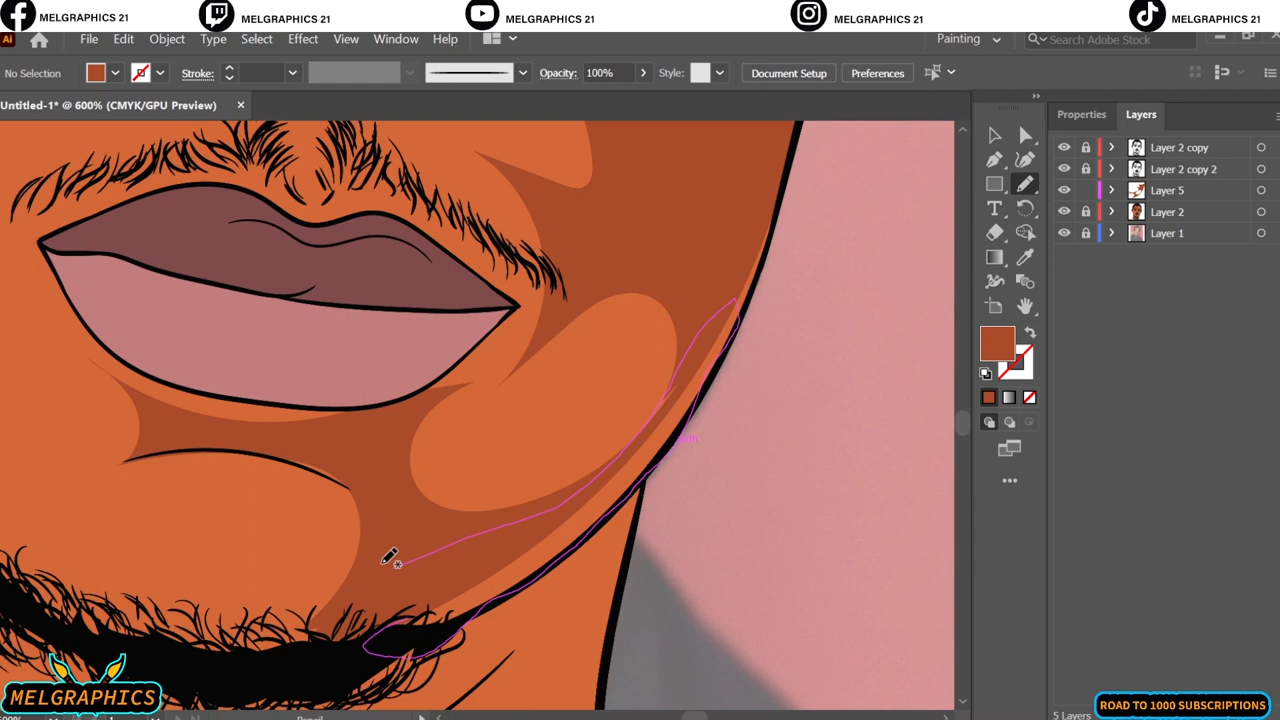 MELGRAPHICS 21
MELGRAPHICS 21
MELGRAPHICS 21
MELGRAPHICS 21
MELGRAPHICS 21
Ai File Edit Object Type Select Effect View Window Help Painting Search Adobe Stock
No Selection Stroke: Opacity: 100% Style: Document Setup Preferences
Untitled-1* @ 600% (CMYK/GPU Preview)
Properties Layers
Layer 2 copy
Layer 2 copy 2
Layer 5
Layer 2
Layer 1
MELGRAPHICS
ROAD TO 1000 SUBSCRIPTIONS
5 Layers
Pencil